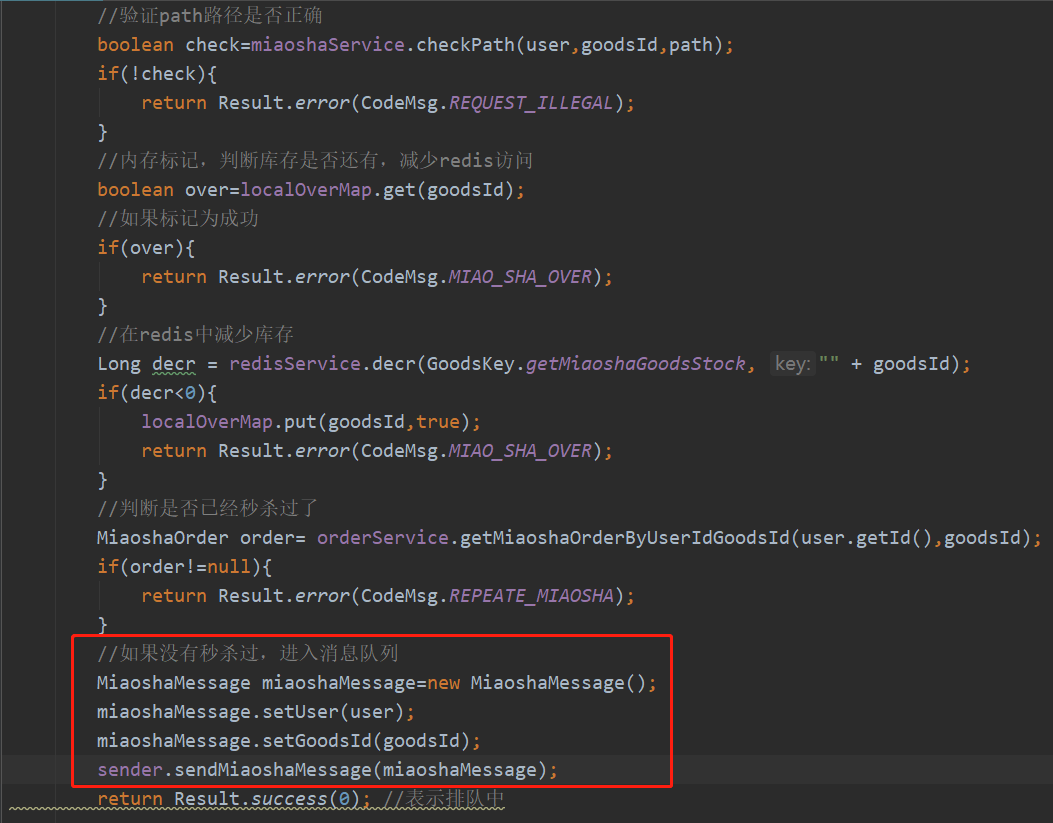 //验证path路径是否正确
boolean check=miaoshaService.checkPath(user,goodsId,path);
if(!check){
return Result.error(CodeMsg.REQUEST_ILLEGAL);
}
//内存标记，判断库存是否还有，减少redis访问
boolean over=localOverMap.get(goodsId);
//如果标记为成功
if(over){
return Result.error(CodeMsg.MIAO_SHA_OVER);
}
//在redis中减少库存
Long decr = redisService.decr(GoodsKey.getMiaoshaGoodsStock, key: "" + goodsId);
if(decr<0){
localOverMap.put(goodsId,true);
return Result.error(CodeMsg.MIAO_SHA_OVER);
}
//判断是否已经秒杀过了
MiaoshaOrder order= orderService.getMiaoshaOrderByUserIdGoodsId(user.getId(),goodsId);
if(order!=null){
return Result.error(CodeMsg.REPEATE_MIAOSHA);
}
//如果没有秒杀过，进入消息队列
MiaoshaMessage miaoshaMessage=new MiaoshaMessage();
miaoshaMessage.setUser(user);
miaoshaMessage.setGoodsId(goodsId);
sender.sendMiaoshaMessage(miaoshaMessage);
return Result.success(0); //表示排队中